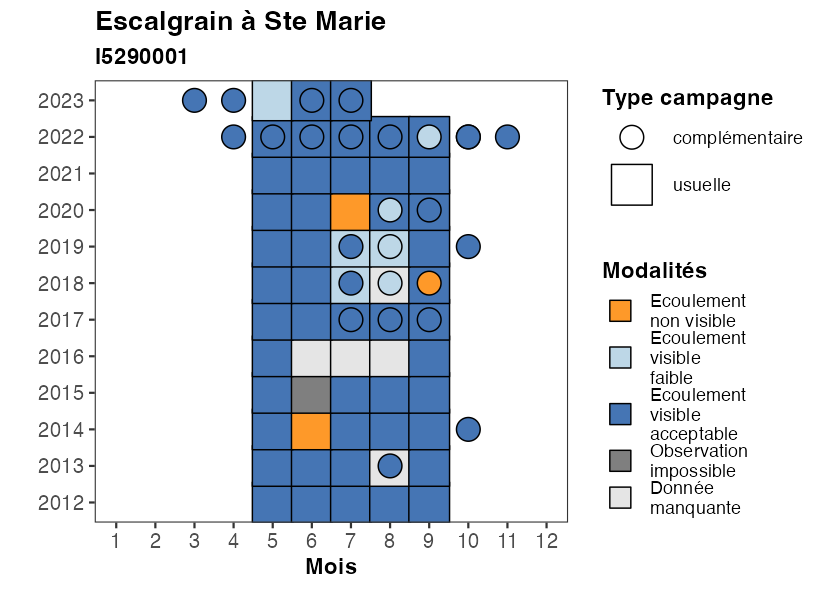 Escalgrain à Ste Marie
I5290001
2023
2022
2021
2020
2019
2018
2017
2016
2015
2014
2013
2012
1 2 3 4 5 6 7 8 9 10 11 12
Mois
Type campagne
complémentaire
usuelle
Modalités
Ecoulement
non visible
Ecoulement
visible
faible
Ecoulement
visible
acceptable
Observation
impossible
Donnée
manquante